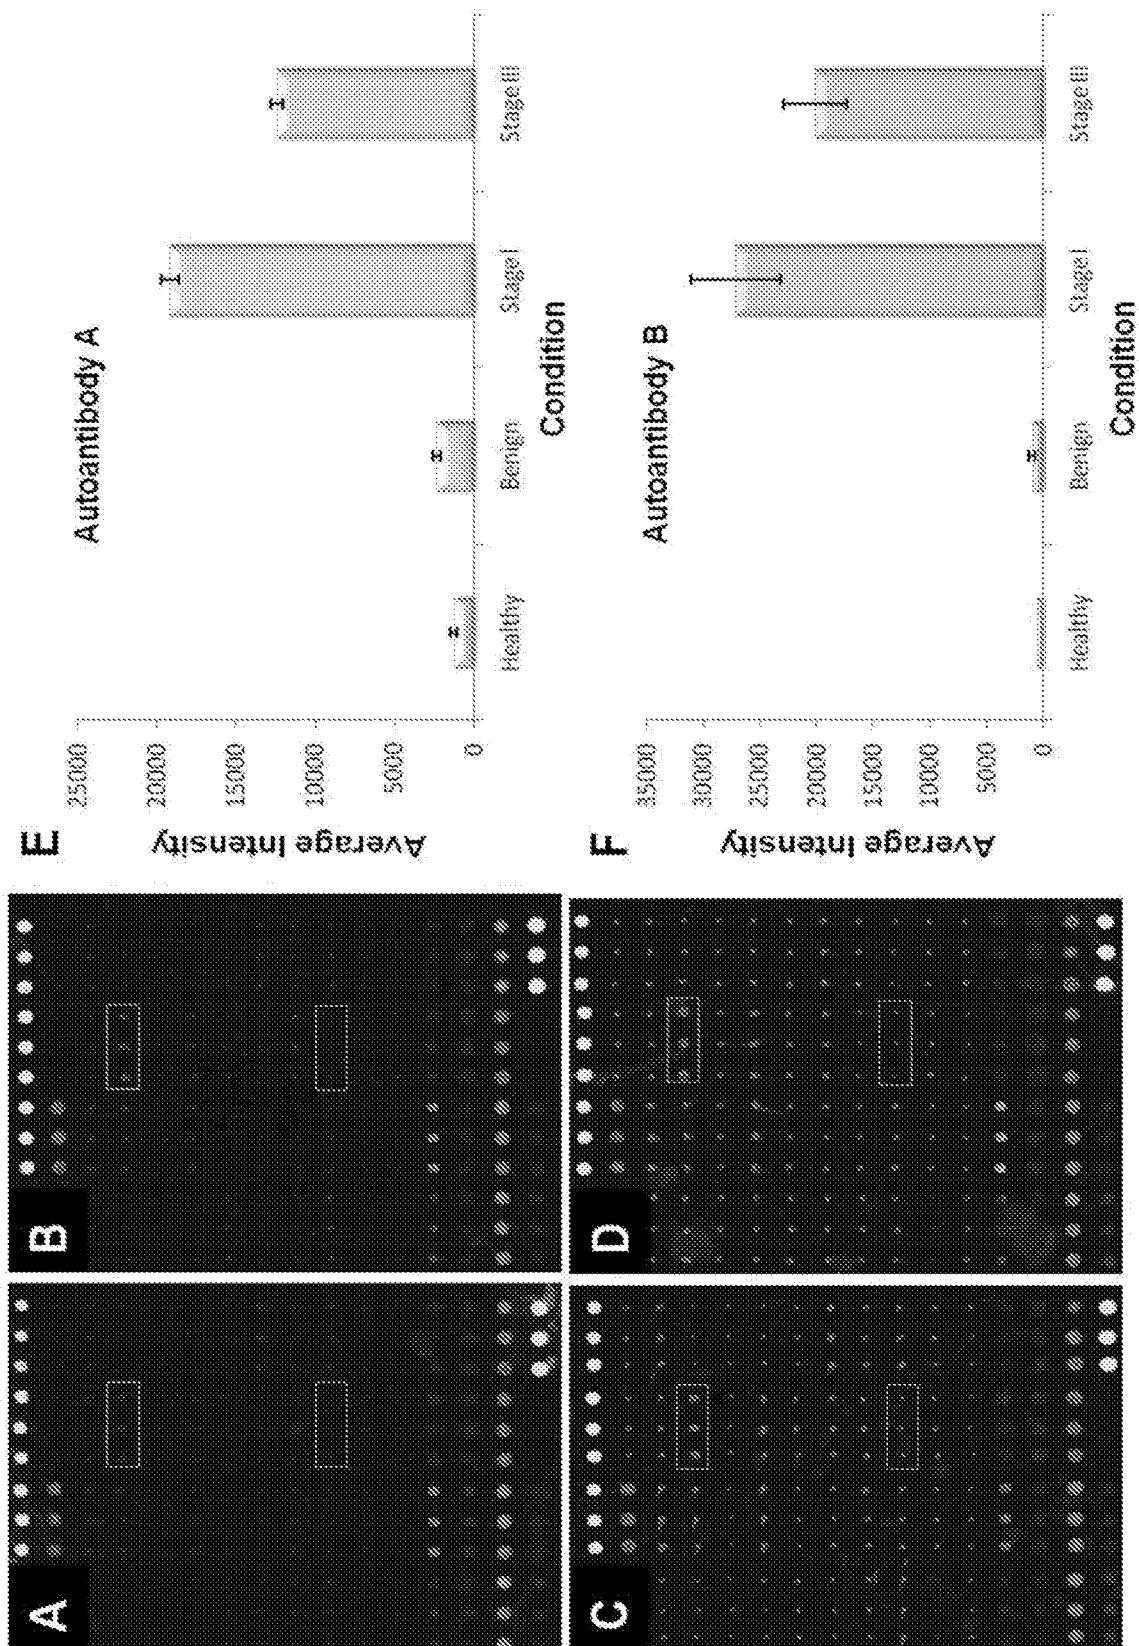 A
B
C
D
E
Autoantibody A
Average Intensity
25000
20000
15000
10000
5000
0
Healthy
Benign
Stage I
Stage III
Condition
F
Autoantibody B
Average Intensity
35000
30000
25000
20000
15000
10000
5000
0
Healthy
Benign
Stage I
Stage III
Condition